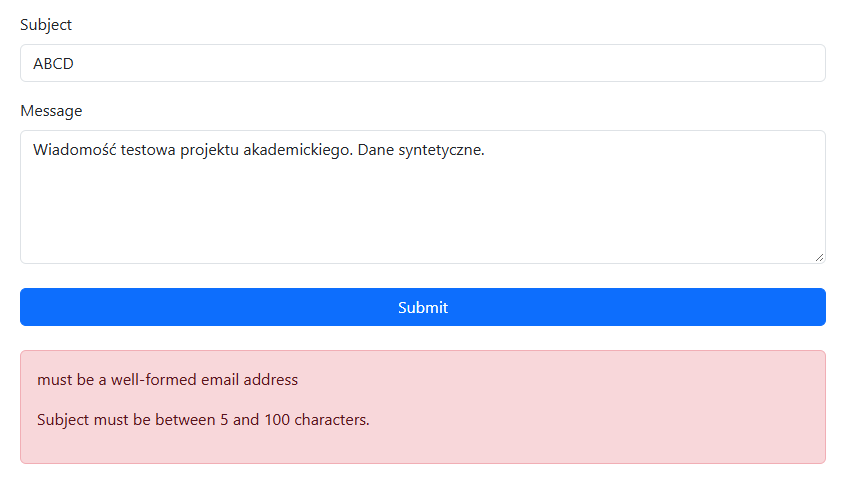 Subject
ABCD
Message
Wiadomość testowa projektu akademickiego. Dane syntetyczne.
Submit
must be a well-formed email address
Subject must be between 5 and 100 characters.